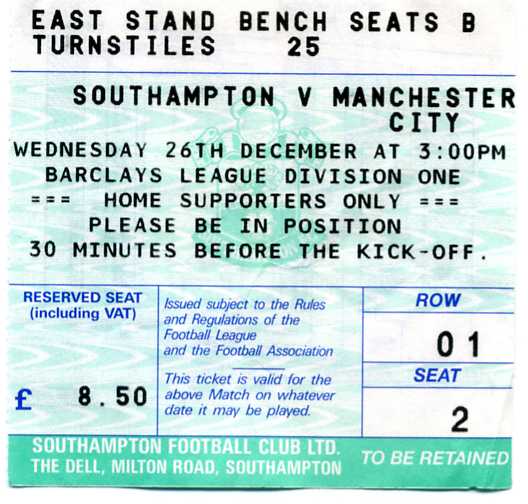 EAST STAND BENCH SEATS B
TURNSTILES 25
SOUTHAMPTON V MANCHESTER
CITY
WEDNESDAY 26TH DECEMBER AT 3:00PM
BARCLAYS LEAGUE DIVISION ONE
=== HOME SUPPORTERS ONLY ===
PLEASE BE IN POSITION
30 MINUTES BEFORE THE KICK-OFF.
RESERVED SEAT
(including VAT)
£ 8.50
Issued subject to the Rules
and Regulations of the
Football League
and the Football Association
This ticket is valid for the
above Match on whatever
date it may be played.
ROW
01
SEAT
2
SOUTHAMPTON FOOTBALL CLUB LTD.
THE DELL, MILTON ROAD, SOUTHAMPTON
TO BE RETAINED